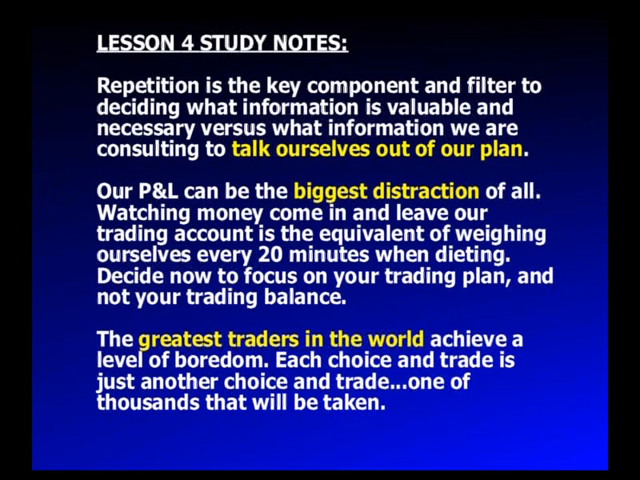 LESSON 4 STUDY NOTES:
Repetition is the key component and filter to
deciding what information is valuable and
necessary versus what information we are
consulting to talk ourselves out of our plan.
Our P&L can be the biggest distraction of all.
Watching money come in and leave our
trading account is the equivalent of weighing
ourselves every 20 minutes when dieting.
Decide now to focus on your trading plan, and
not your trading balance.
The greatest traders in the world achieve a
level of boredom. Each choice and trade is
just another choice and trade...one of
thousands that will be taken.